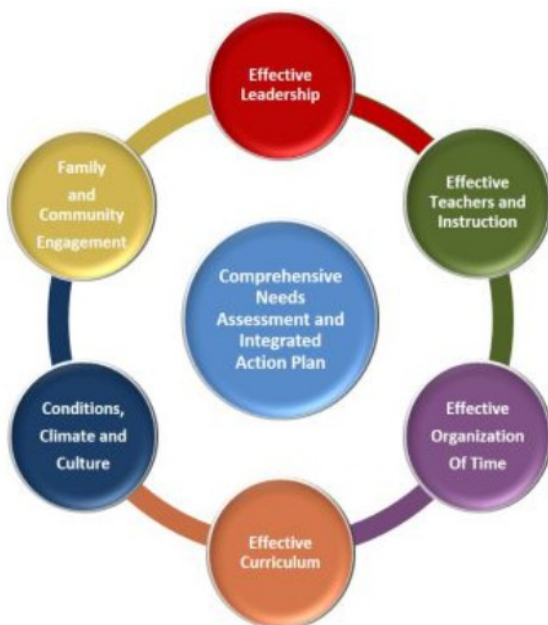 Effective
Leadership
Effective
Teachers and
Instruction
Effective
Organization
Of Time
Effective
Curriculum
Conditions,
Climate and
Culture
Family
and
Community
Engagement
Comprehensive
Needs
Assessment and
Integrated
Action Plan